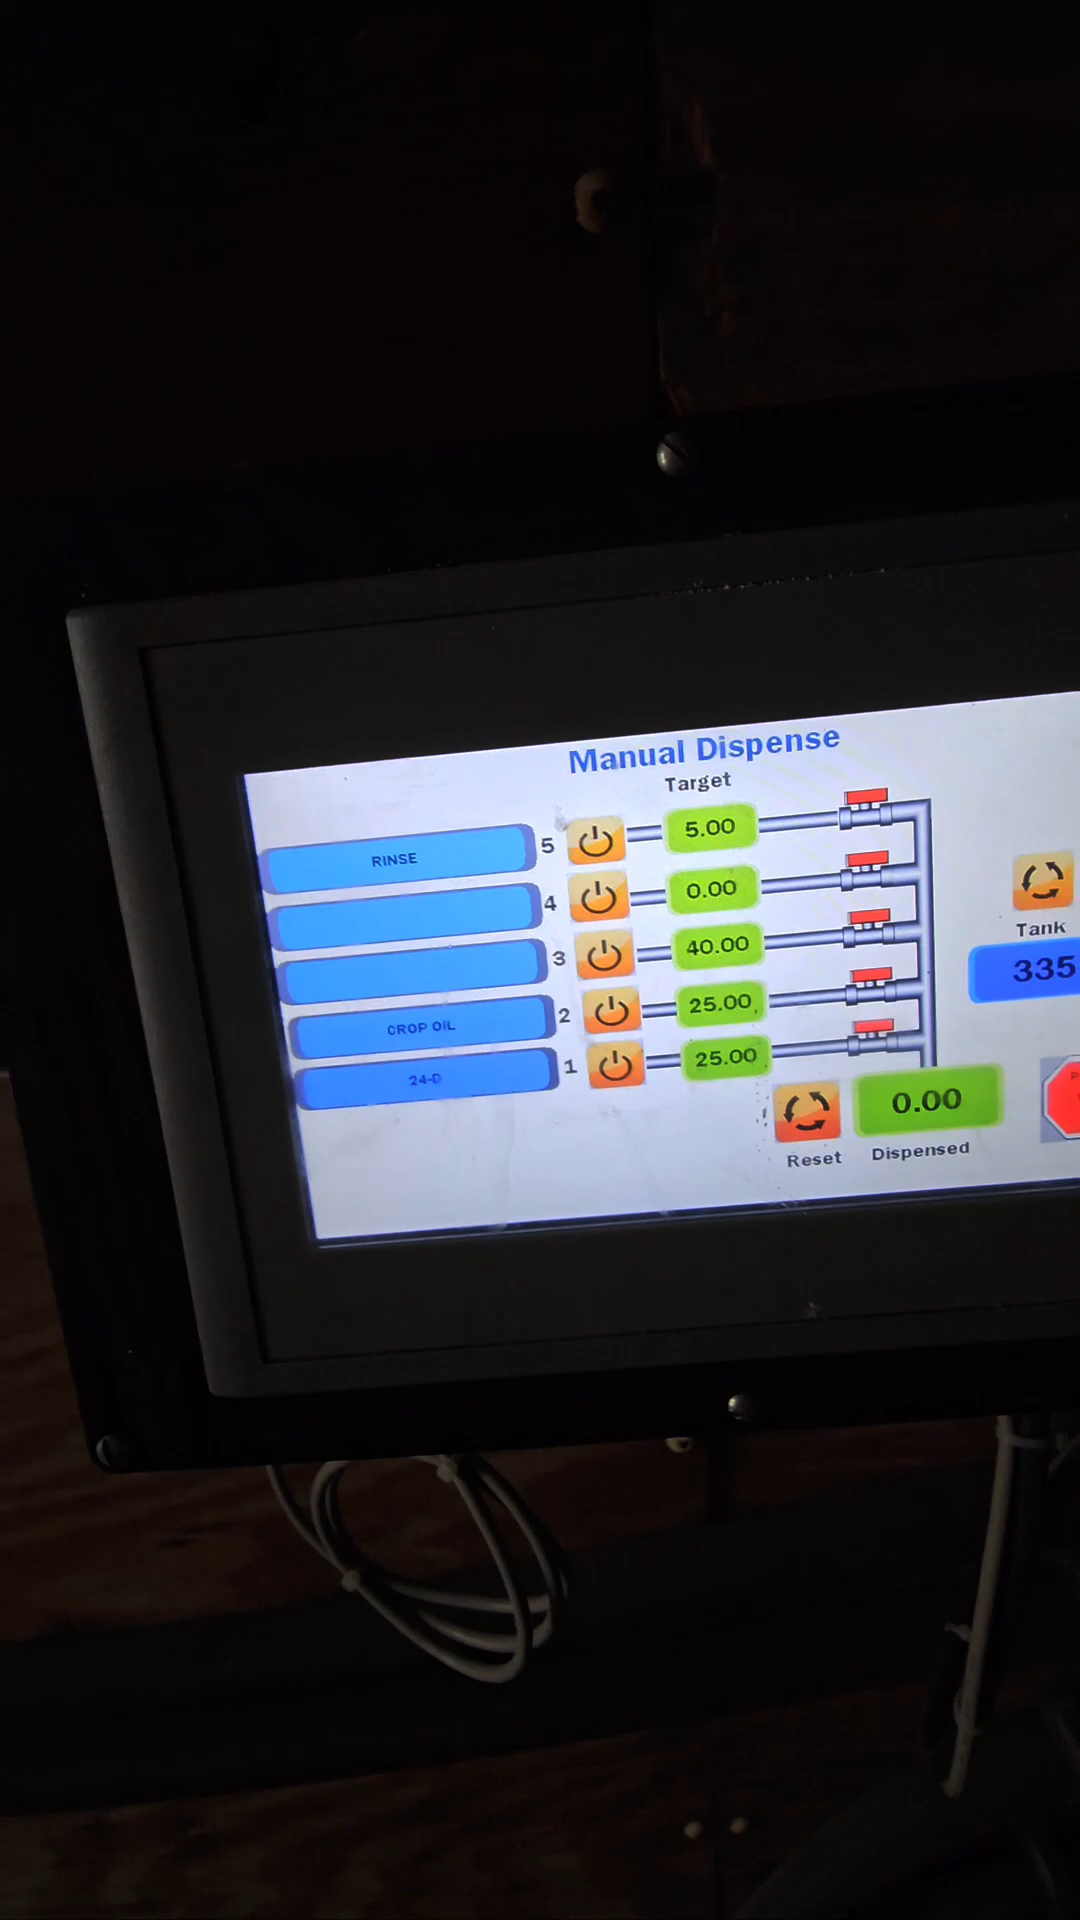 Manual Dispense
Target
RINSE 5 5.00
4 0.00
3 40.00
CROP OIL 2 25.00
24-D 1 25.00
Tank
335
Reset
0.00
Dispensed